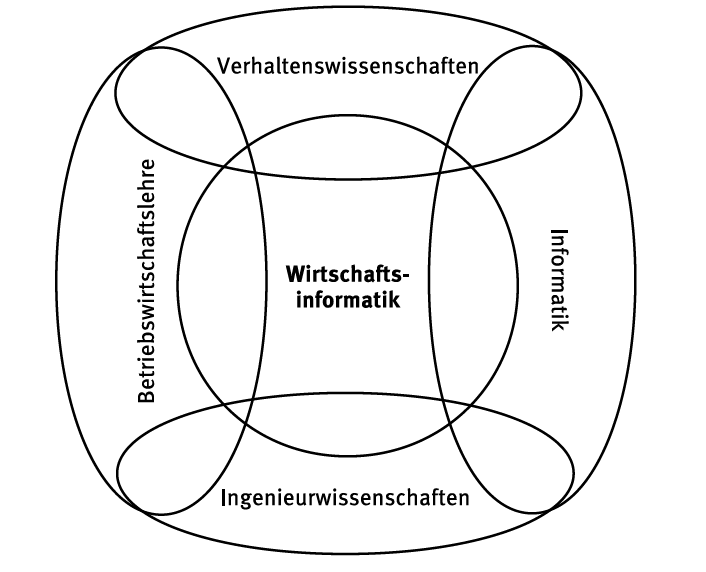 Verhaltenswissenschaften
Betriebswirtschaftslehre
Wirtschafts-
informatik
Informatik
Ingenieurwissenschaften